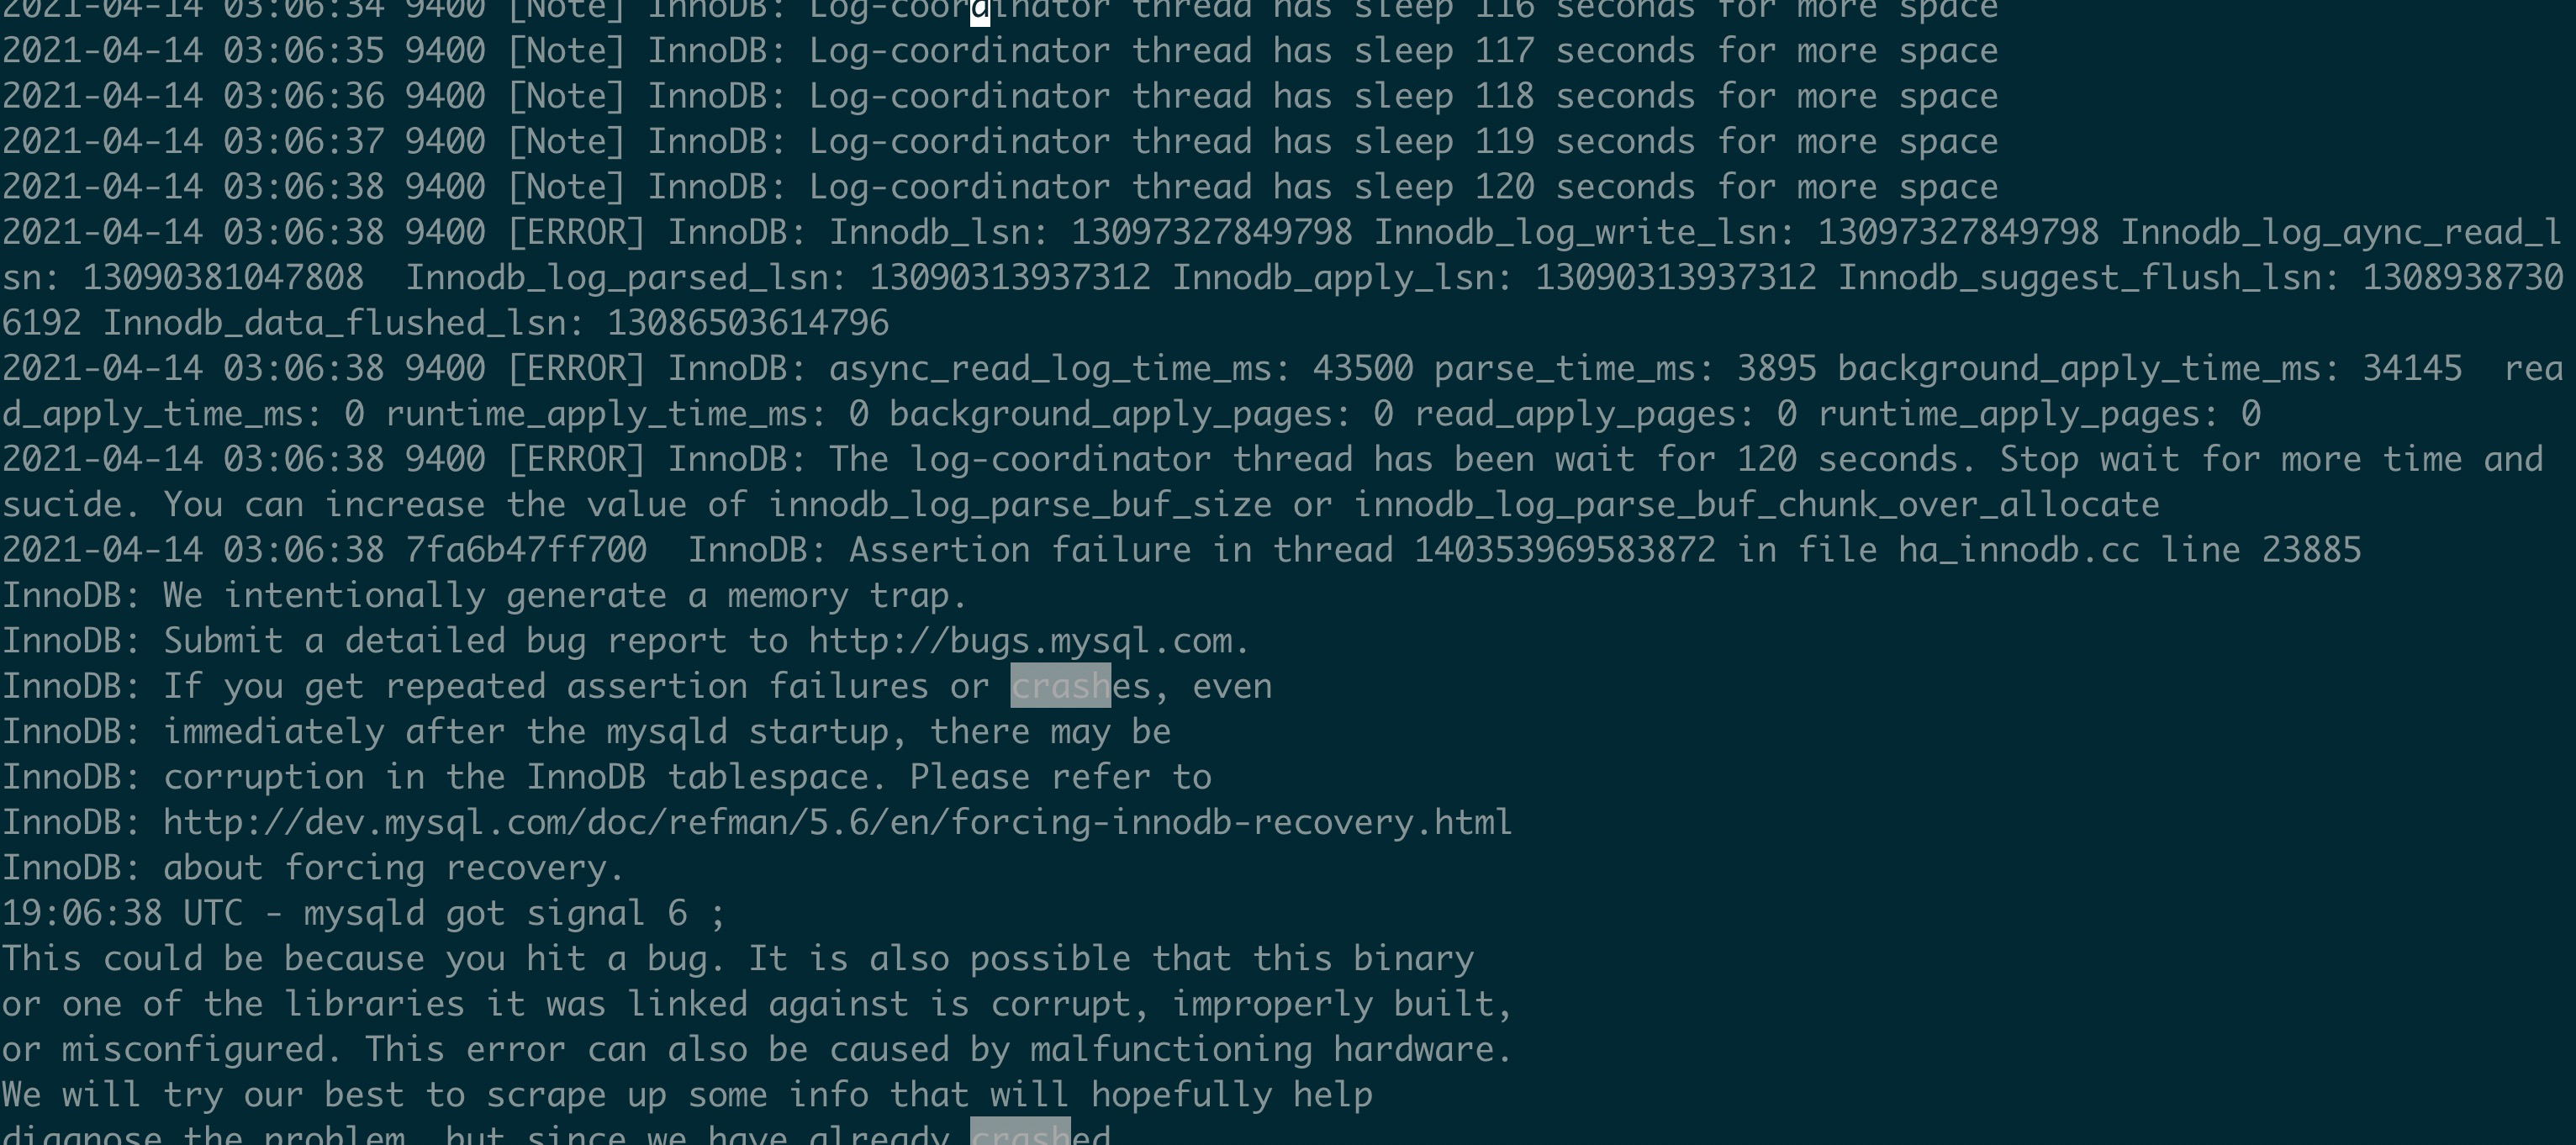 2021-04-14 03:06:34 9400 [Note] InnoDB: Log-coordinator thread has sleep 116 seconds for more space
2021-04-14 03:06:35 9400 [Note] InnoDB: Log-coordinator thread has sleep 117 seconds for more space
2021-04-14 03:06:36 9400 [Note] InnoDB: Log-coordinator thread has sleep 118 seconds for more space
2021-04-14 03:06:37 9400 [Note] InnoDB: Log-coordinator thread has sleep 119 seconds for more space
2021-04-14 03:06:38 9400 [Note] InnoDB: Log-coordinator thread has sleep 120 seconds for more space
2021-04-14 03:06:38 9400 [ERROR] InnoDB: Innodb_lsn: 13097327849798 Innodb_log_write_lsn: 13097327849798 Innodb_log_aync_read_l
sn: 13090381047808  Innodb_log_parsed_lsn: 13090313937312 Innodb_apply_lsn: 13090313937312 Innodb_suggest_flush_lsn: 1308938730
6192 Innodb_data_flushed_lsn: 13086503614796
2021-04-14 03:06:38 9400 [ERROR] InnoDB: async_read_log_time_ms: 43500 parse_time_ms: 3895 background_apply_time_ms: 34145  rea
d_apply_time_ms: 0 runtime_apply_time_ms: 0 background_apply_pages: 0 read_apply_pages: 0 runtime_apply_pages: 0
2021-04-14 03:06:38 9400 [ERROR] InnoDB: The log-coordinator thread has been wait for 120 seconds. Stop wait for more time and
sucide. You can increase the value of innodb_log_parse_buf_size or innodb_log_parse_buf_chunk_over_allocate
2021-04-14 03:06:38 7fa6b47ff700  InnoDB: Assertion failure in thread 140353969583872 in file ha_innodb.cc line 23885
InnoDB: We intentionally generate a memory trap.
InnoDB: Submit a detailed bug report to http://bugs.mysql.com.
InnoDB: If you get repeated assertion failures or crashes, even
InnoDB: immediately after the mysqld startup, there may be
InnoDB: corruption in the InnoDB tablespace. Please refer to
InnoDB: http://dev.mysql.com/doc/refman/5.6/en/forcing-innodb-recovery.html
InnoDB: about forcing recovery.
19:06:38 UTC - mysqld got signal 6 ;
This could be because you hit a bug. It is also possible that this binary
or one of the libraries it was linked against is corrupt, improperly built,
or misconfigured. This error can also be caused by malfunctioning hardware.
We will try our best to scrape up some info that will hopefully help
diagnose the problem, but since we have already crashed